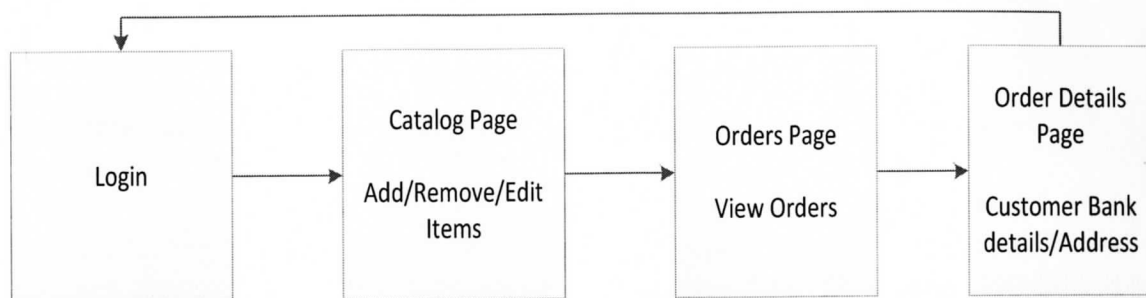 Login
Catalog Page
Add/Remove/Edit
Items
Orders Page
View Orders
Order Details
Page
Customer Bank
details/Address